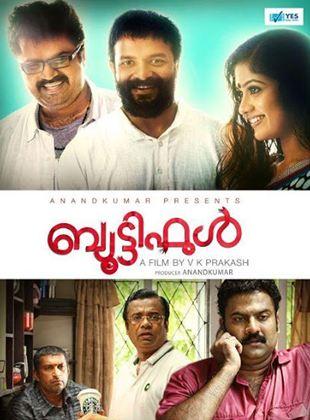 YES
ANANDKUMAR PRESENTS
ബ്യൂട്ടിഫുൾ
A FILM BY V K PRAKASH
PRODUCER ANANDKUMAR